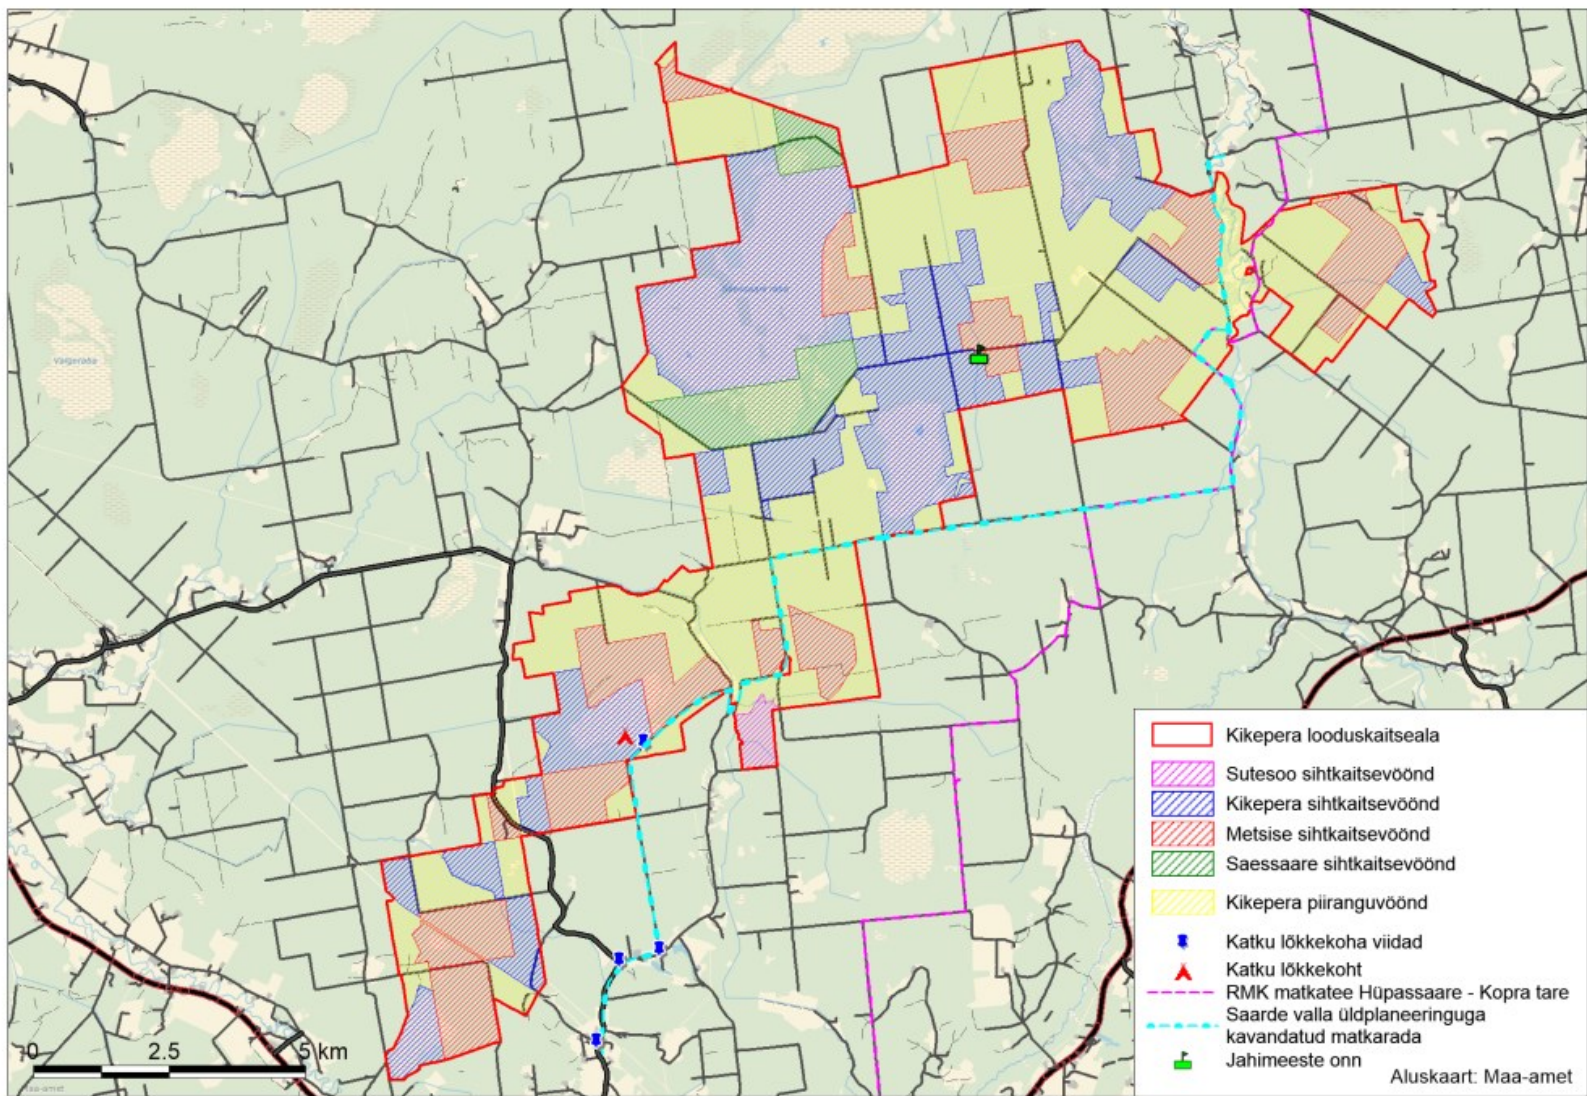 Valgeraba
Kikepera looduskaitseala
Sutesoo sihtkaitsevöönd
Kikepera sihtkaitsevöönd
Metsise sihtkaitsevöönd
Saessaare sihtkaitsevöönd
Kikepera piiranguvöönd
Katku lõkkekoha viidad
Katku lõkkekoht
RMK matkatee Hüpassaare - Kopra tare
Saarde valla üldplaneeringuga
kavandatud matkarada
Jahimeeste onn
Aluskaart: Maa-amet
0 2.5 5 km